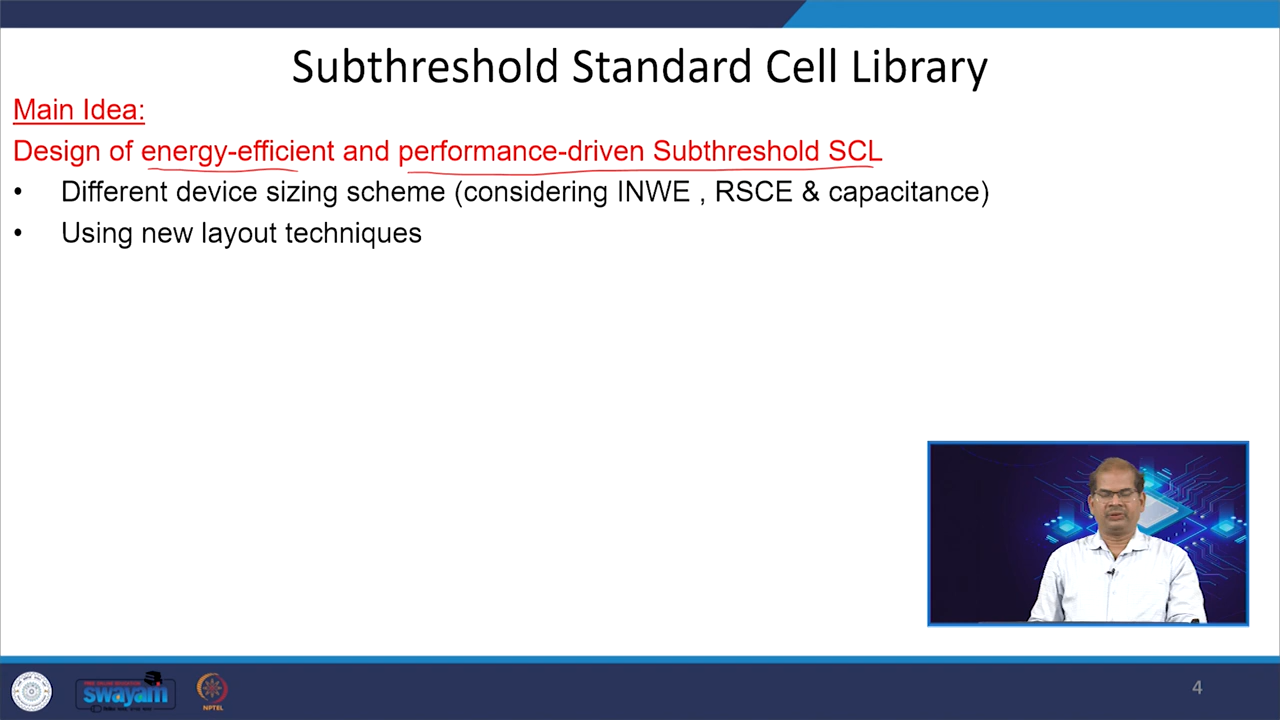 Subthreshold Standard Cell Library
Main Idea:
Design of energy-efficient and performance-driven Subthreshold SCL
• Different device sizing scheme (considering INWE , RSCE & capacitance)
• Using new layout techniques
swayam
NPTEL
4